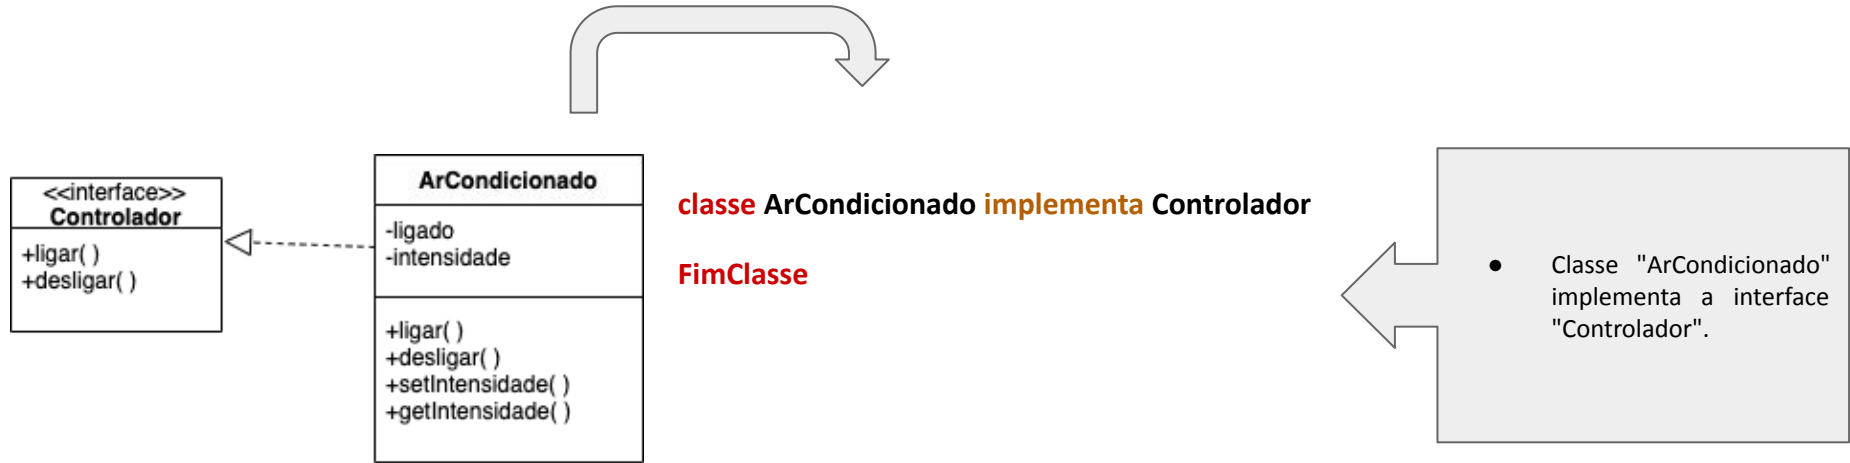 <<interface>>
Controlador
+ligar( )
+desligar( )
ArCondicionado
-ligado
-intensidade
+ligar( )
+desligar( )
+setIntensidade( )
+getIntensidade( )
classe ArCondicionado implementa Controlador
FimClasse
● Classe "ArCondicionado"
implementa a interface
"Controlador".